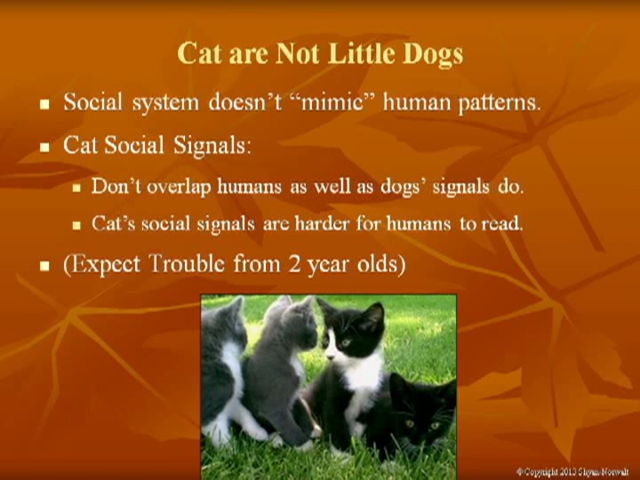 Cat are Not Little Dogs
Social system doesn't “mimic” human patterns.
Cat Social Signals:
Don't overlap humans as well as dogs' signals do.
Cat's social signals are harder for humans to read.
(Expect Trouble from 2 year olds)
© Copyright 2013